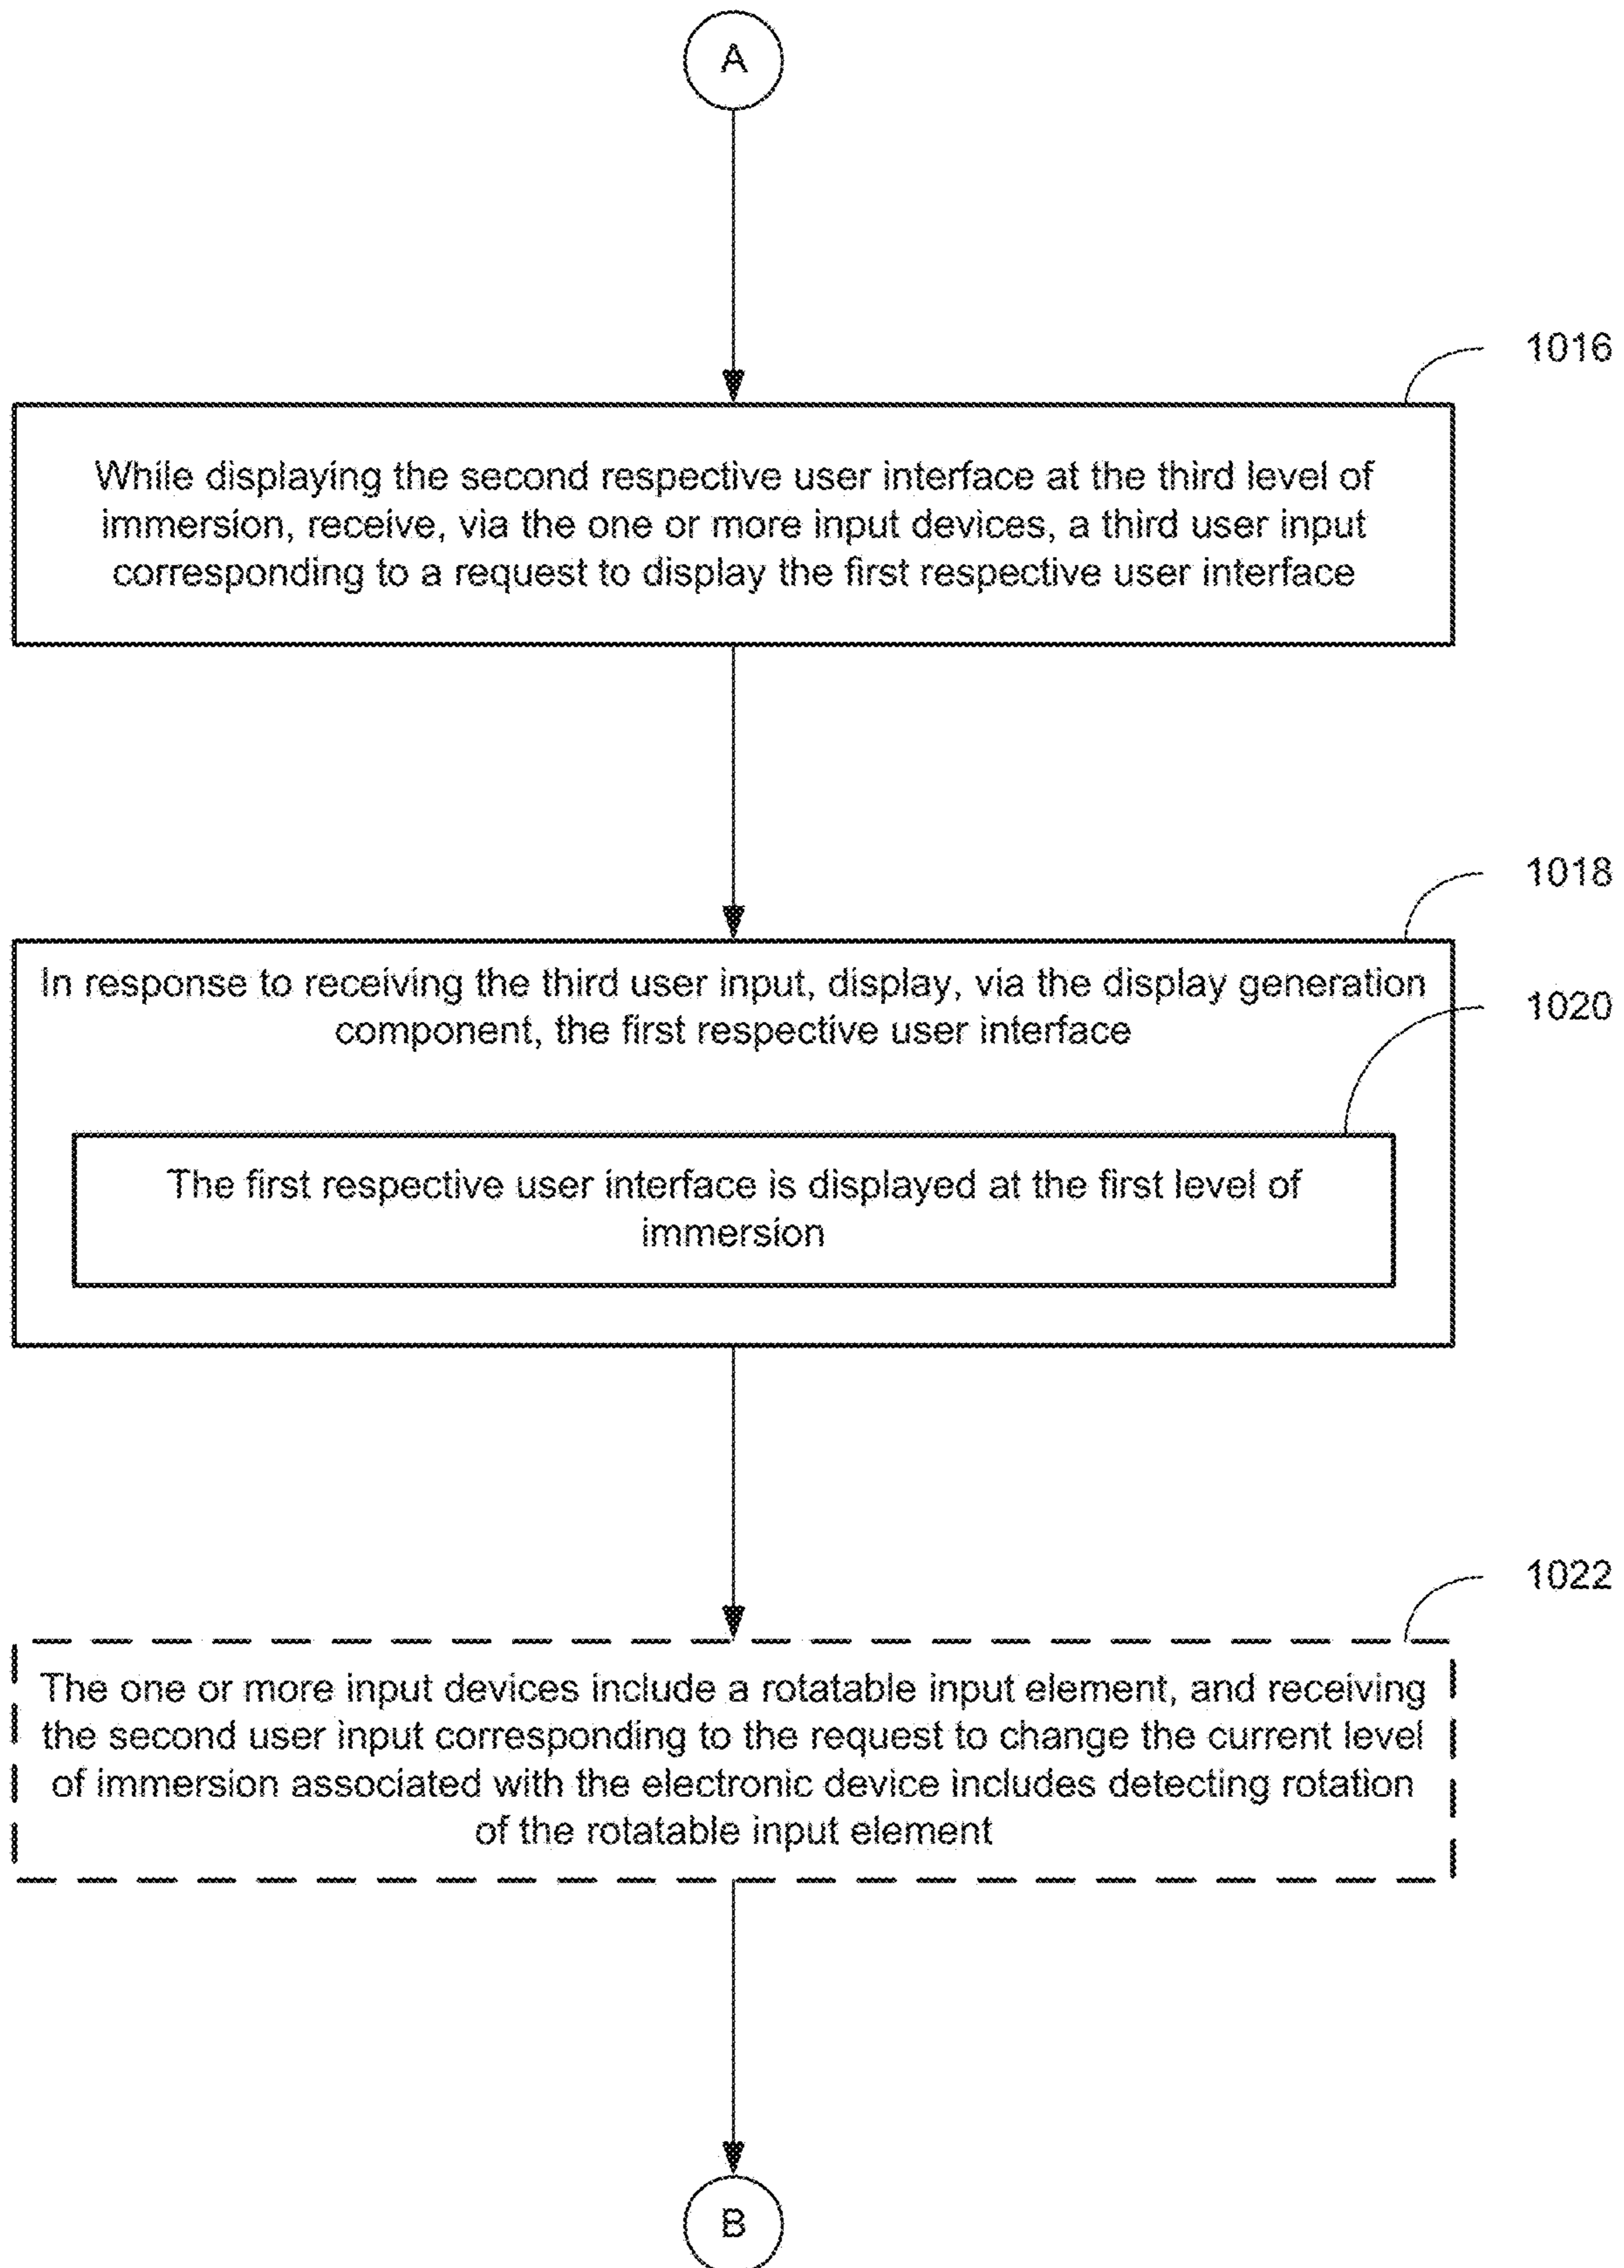 A
1016
While displaying the second respective user interface at the third level of
immersion, receive, via the one or more input devices, a third user input
corresponding to a request to display the first respective user interface
1018
In response to receiving the third user input, display, via the display generation
component, the first respective user interface
1020
The first respective user interface is displayed at the first level of
immersion
1022
The one or more input devices include a rotatable input element, and receiving
the second user input corresponding to the request to change the current level
of immersion associated with the electronic device includes detecting rotation
of the rotatable input element
B